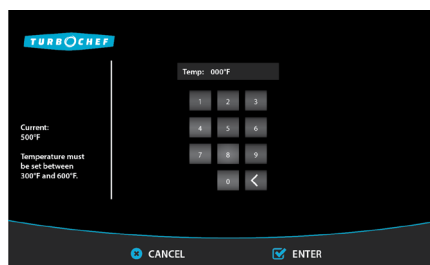 TURBOCHEF
Temp: 000°F
1 2 3
Current:
500°F
4 5 6
Temperature must
be set between
300°F and 600°F.
7 8 9
0 <
CANCEL
ENTER